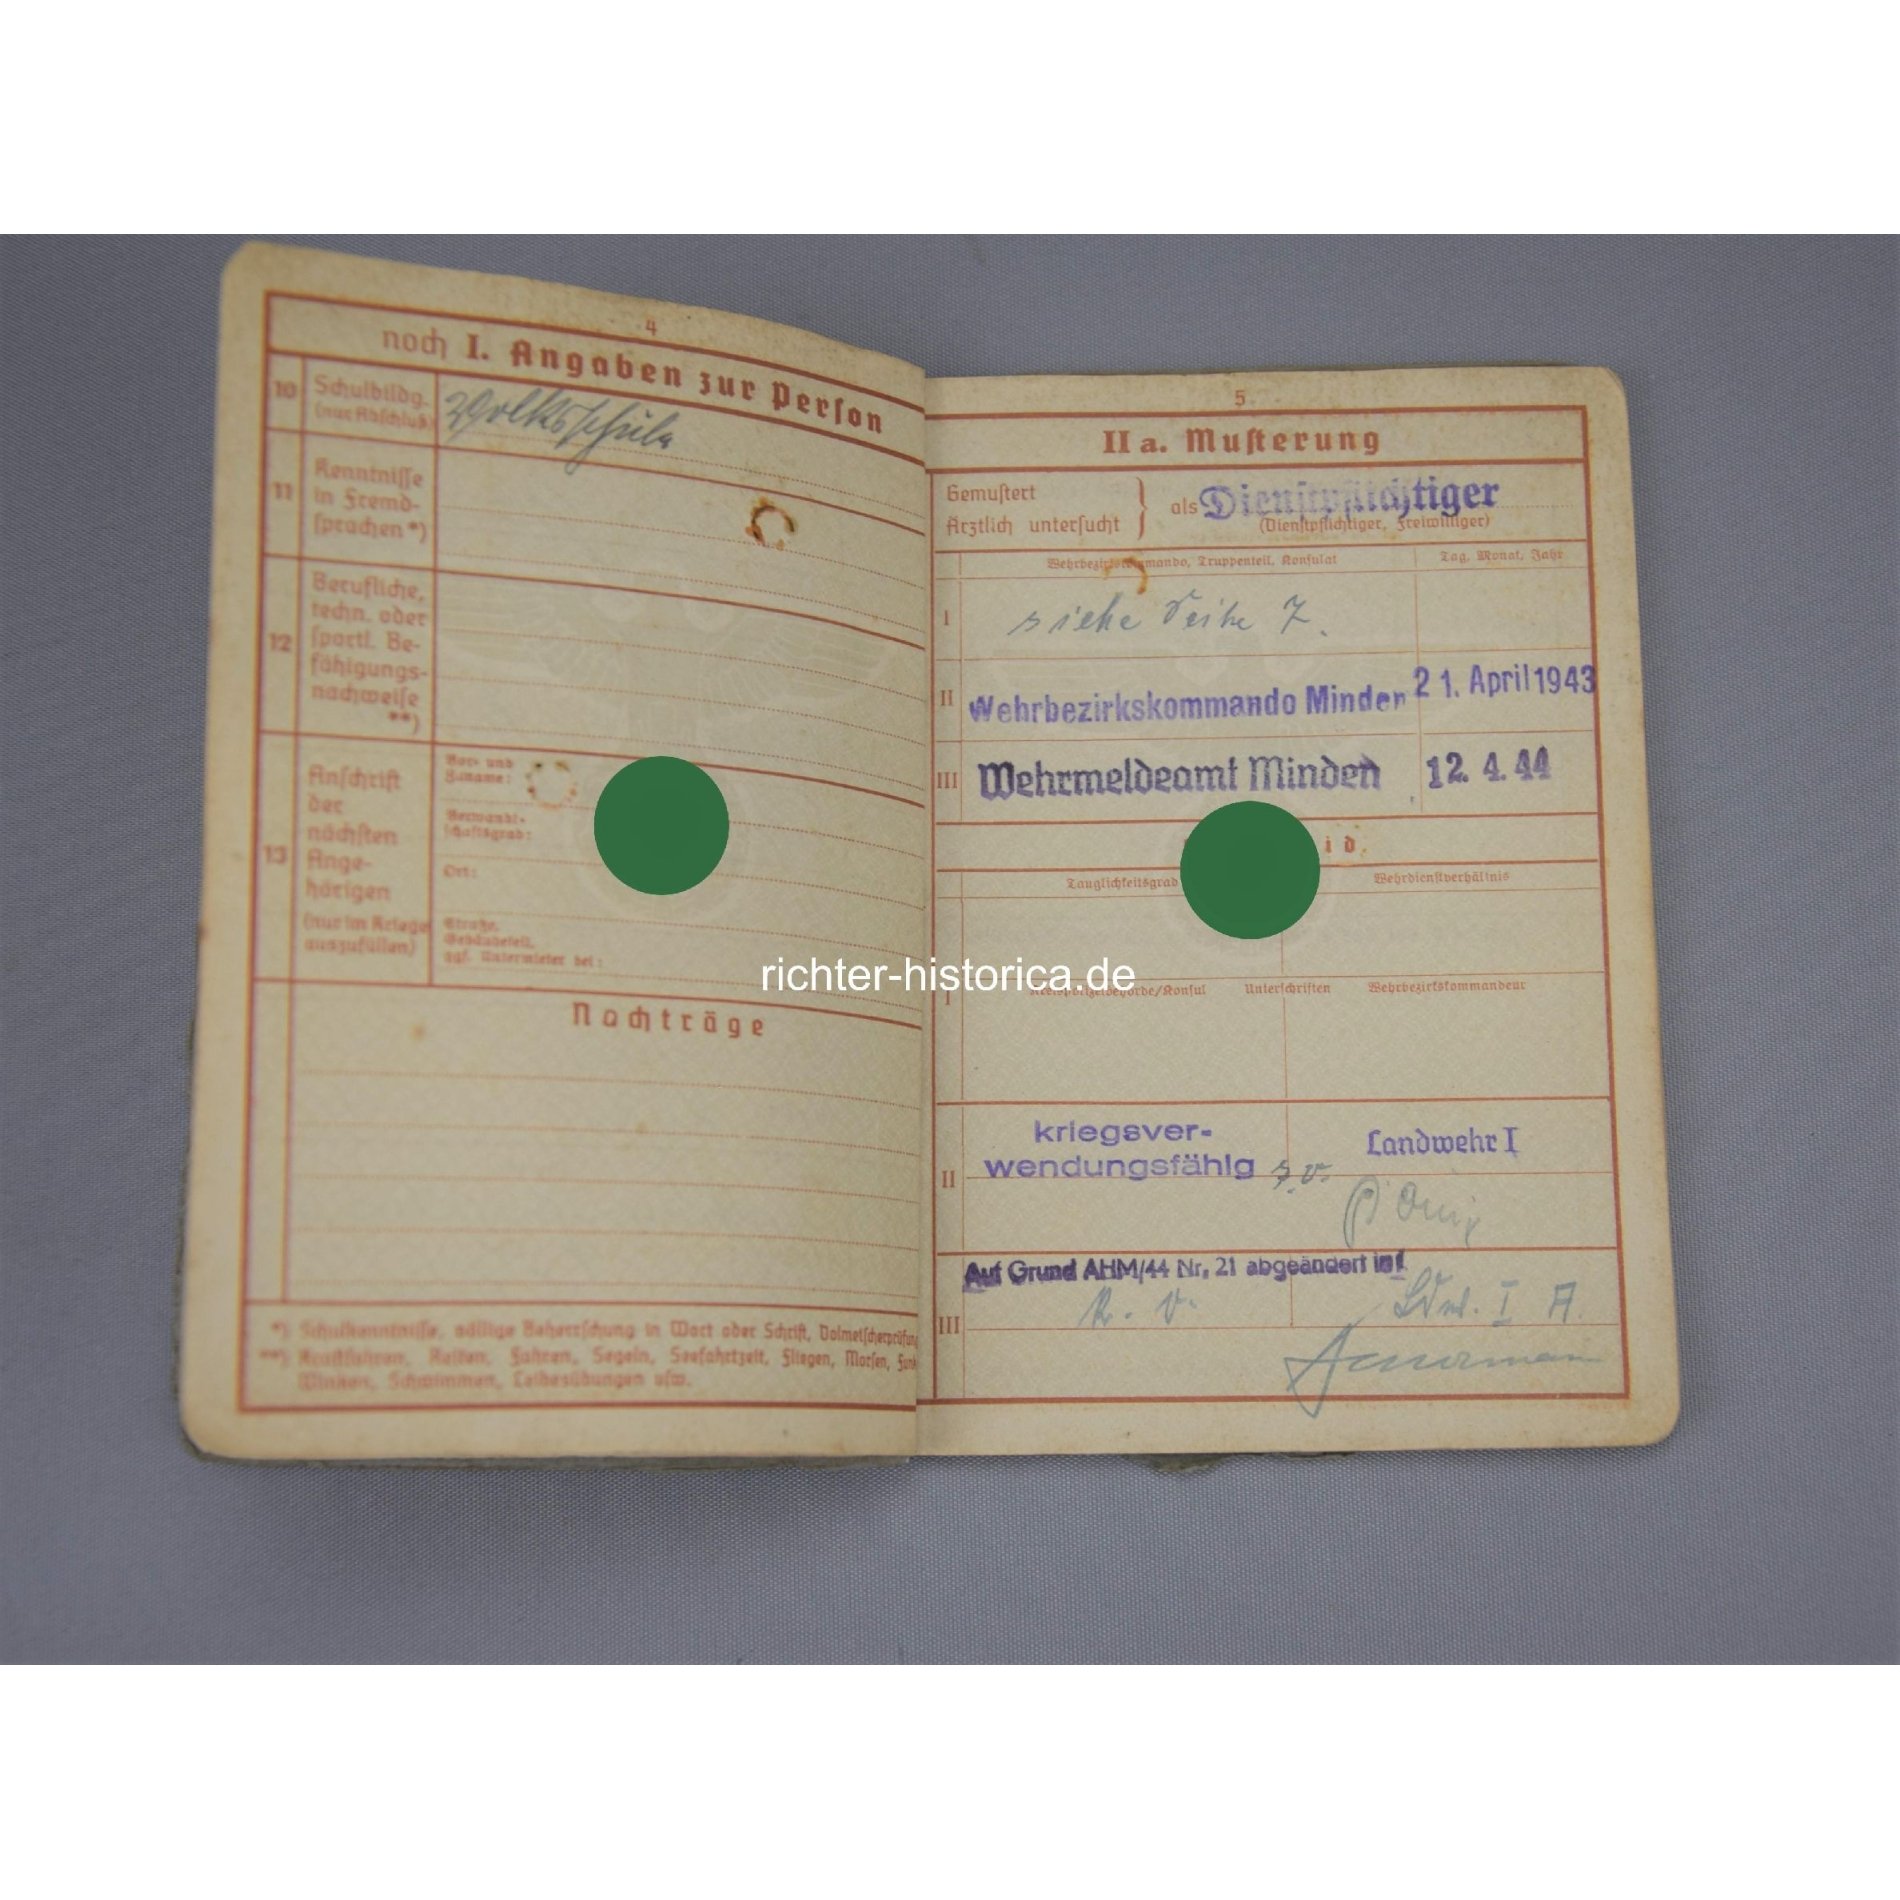 4
noch I. Angaben zur Person
10
Schulbildg.
(nur Abschluß)
Volksschule
11
Kenntnisse
in Fremd-
sprachen *)
12
Berufliche,
techn. oder
sportl. Be-
fähigungs-
nachweise
**)
13
Anschrift
der
nächsten
Ange-
hörigen
(nur im Kriege
auszufüllen)
Vor- und
Zuname:
Verwandt-
schaftsgrad:
Ort:
Straße,
Gebäudeteil,
ggf. Untermieter bei:
Nachträge
*) Schulkenntnisse, völlige Beherrschung in Wort oder Schrift, Dolmetscherprüfung
**) Kraftfahren, Reiten, Fahren, Segeln, Seefahrtzeit, Fliegen, Morsen, Funk
Winken, Schwimmen, Leibesübungen usw.
5
II a. Musterung
Gemustert
Ärztlich untersucht
als Dienstpflichtiger
(Dienstpflichtiger, Freiwilliger)
Wehrbezirkskommando, Truppenteil, Konsulat
Tag, Monat, Jahr
I
siehe Seite 7.
II
Wehrbezirkskommando Minden
21. April 1943
III
Wehrmeldeamt Minden
12. 4. 44
id
Tauglichkeitsgrad
Wehrdienstverhältnis
richter-historica.de
I
Kreispolizeibehörde/Konsul
Unterschriften
Wehrbezirkskommandeur
II
kriegsver-
wendungsfähig
Landwehr I
Auf Grund AHM/44 Nr. 21 abgeändert in:
III
k. v.
Ldw. I A.